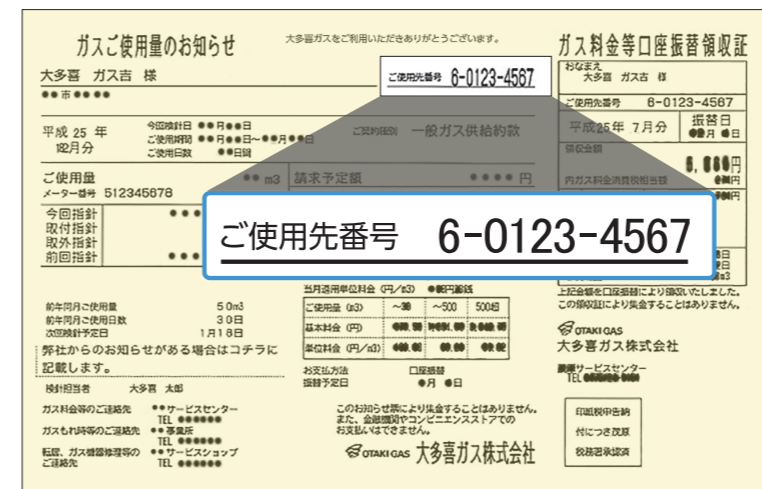 ガスご使用量のお知らせ
大多喜ガスをご利用いただきありがとうございます。
大多喜 ガス吉 様
●●市●●●●
ご使用先番号 6-0123-4567
平成 25 年
12月分
今回検針日 ●●月●●日
ご使用期間 ●●月●●日~●●月●●日
ご使用日数 ●●日間
ご契約種別 一般ガス供給約款
ご使用量 ●● m3
メーター番号 512345678
請求予定額 ●●●● 円
今回指針 ●●●
取付指針
取外指針
前回指針 ●●●
ご使用先番号 6-0123-4567
前年同月ご使用量 50m3
前年同月ご使用日数 30日
次回検針予定日 1月18日
弊社からのお知らせがある場合はコチラに
記載します。
検針担当者 大多喜 太郎
ガス料金等のご連絡先 ●●サービスセンター
TEL ●●●●●●
ガスもれ時等のご連絡先 ●●事業所
TEL ●●●●●●
転居、ガス機器修理等の
ご連絡先
●●サービスショップ
TEL ●●●●●●
当月適用単位料金 (円/m3)
ご使用量 (m3) ~30 ~500 500超
基本料金 (円)
単位料金 (円/m3)
お支払方法 口座振替
振替予定日 ●月 ●日
このお知らせ票により集金することはありません。
また、金融機関やコンビニエンスストアでの
お支払いはできません。
OTAKI GAS 大多喜ガス株式会社
ガス料金等口座振替領収証
おなまえ
大多喜 ガス吉 様
ご使用先番号 6-0123-4567
平成25年 7月分
振替日
●●月 ●日
領収金額
円
内ガス料金消費税相当額 円
円
上記金額を口座振替により領収いたしました。
この領収証により集金することはありません。
OTAKI GAS
大多喜ガス株式会社
サービスセンター
TEL
印紙税申告納
付につき茂原
税務署承認済